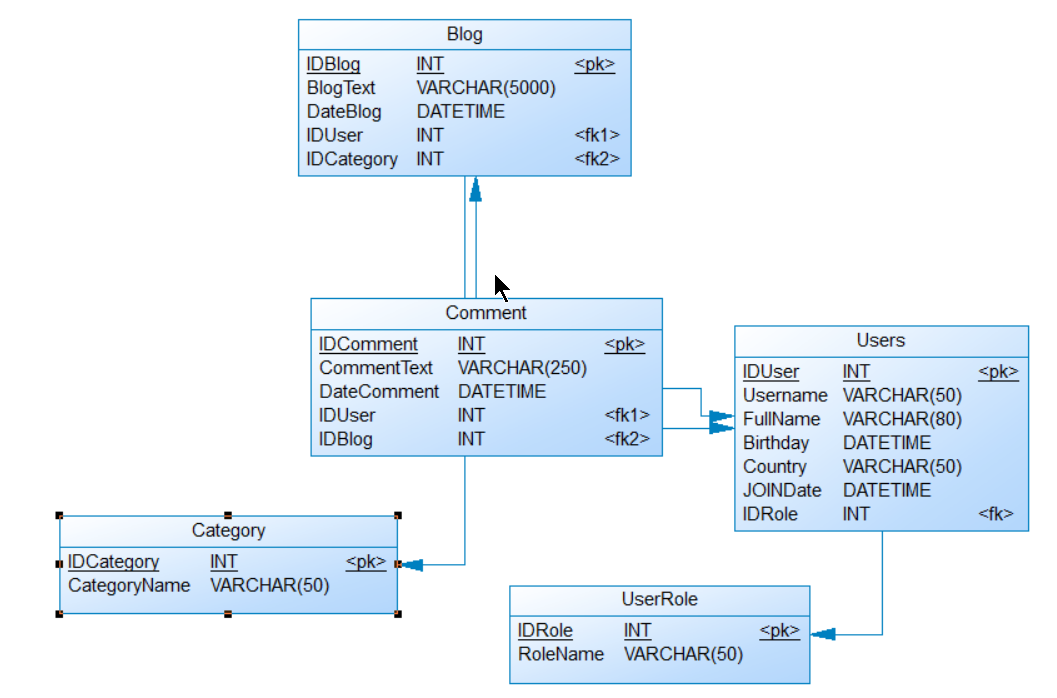 Blog
IDBlog INT <pk>
BlogText VARCHAR(5000)
DateBlog DATETIME
IDUser INT <fk1>
IDCategory INT <fk2>
Comment
IDComment INT <pk>
CommentText VARCHAR(250)
DateComment DATETIME
IDUser INT <fk1>
IDBlog INT <fk2>
Users
IDUser INT <pk>
Username VARCHAR(50)
FullName VARCHAR(80)
Birthday DATETIME
Country VARCHAR(50)
JOINDate DATETIME
IDRole INT <fk>
Category
IDCategory INT <pk>
CategoryName VARCHAR(50)
UserRole
IDRole INT <pk>
RoleName VARCHAR(50)